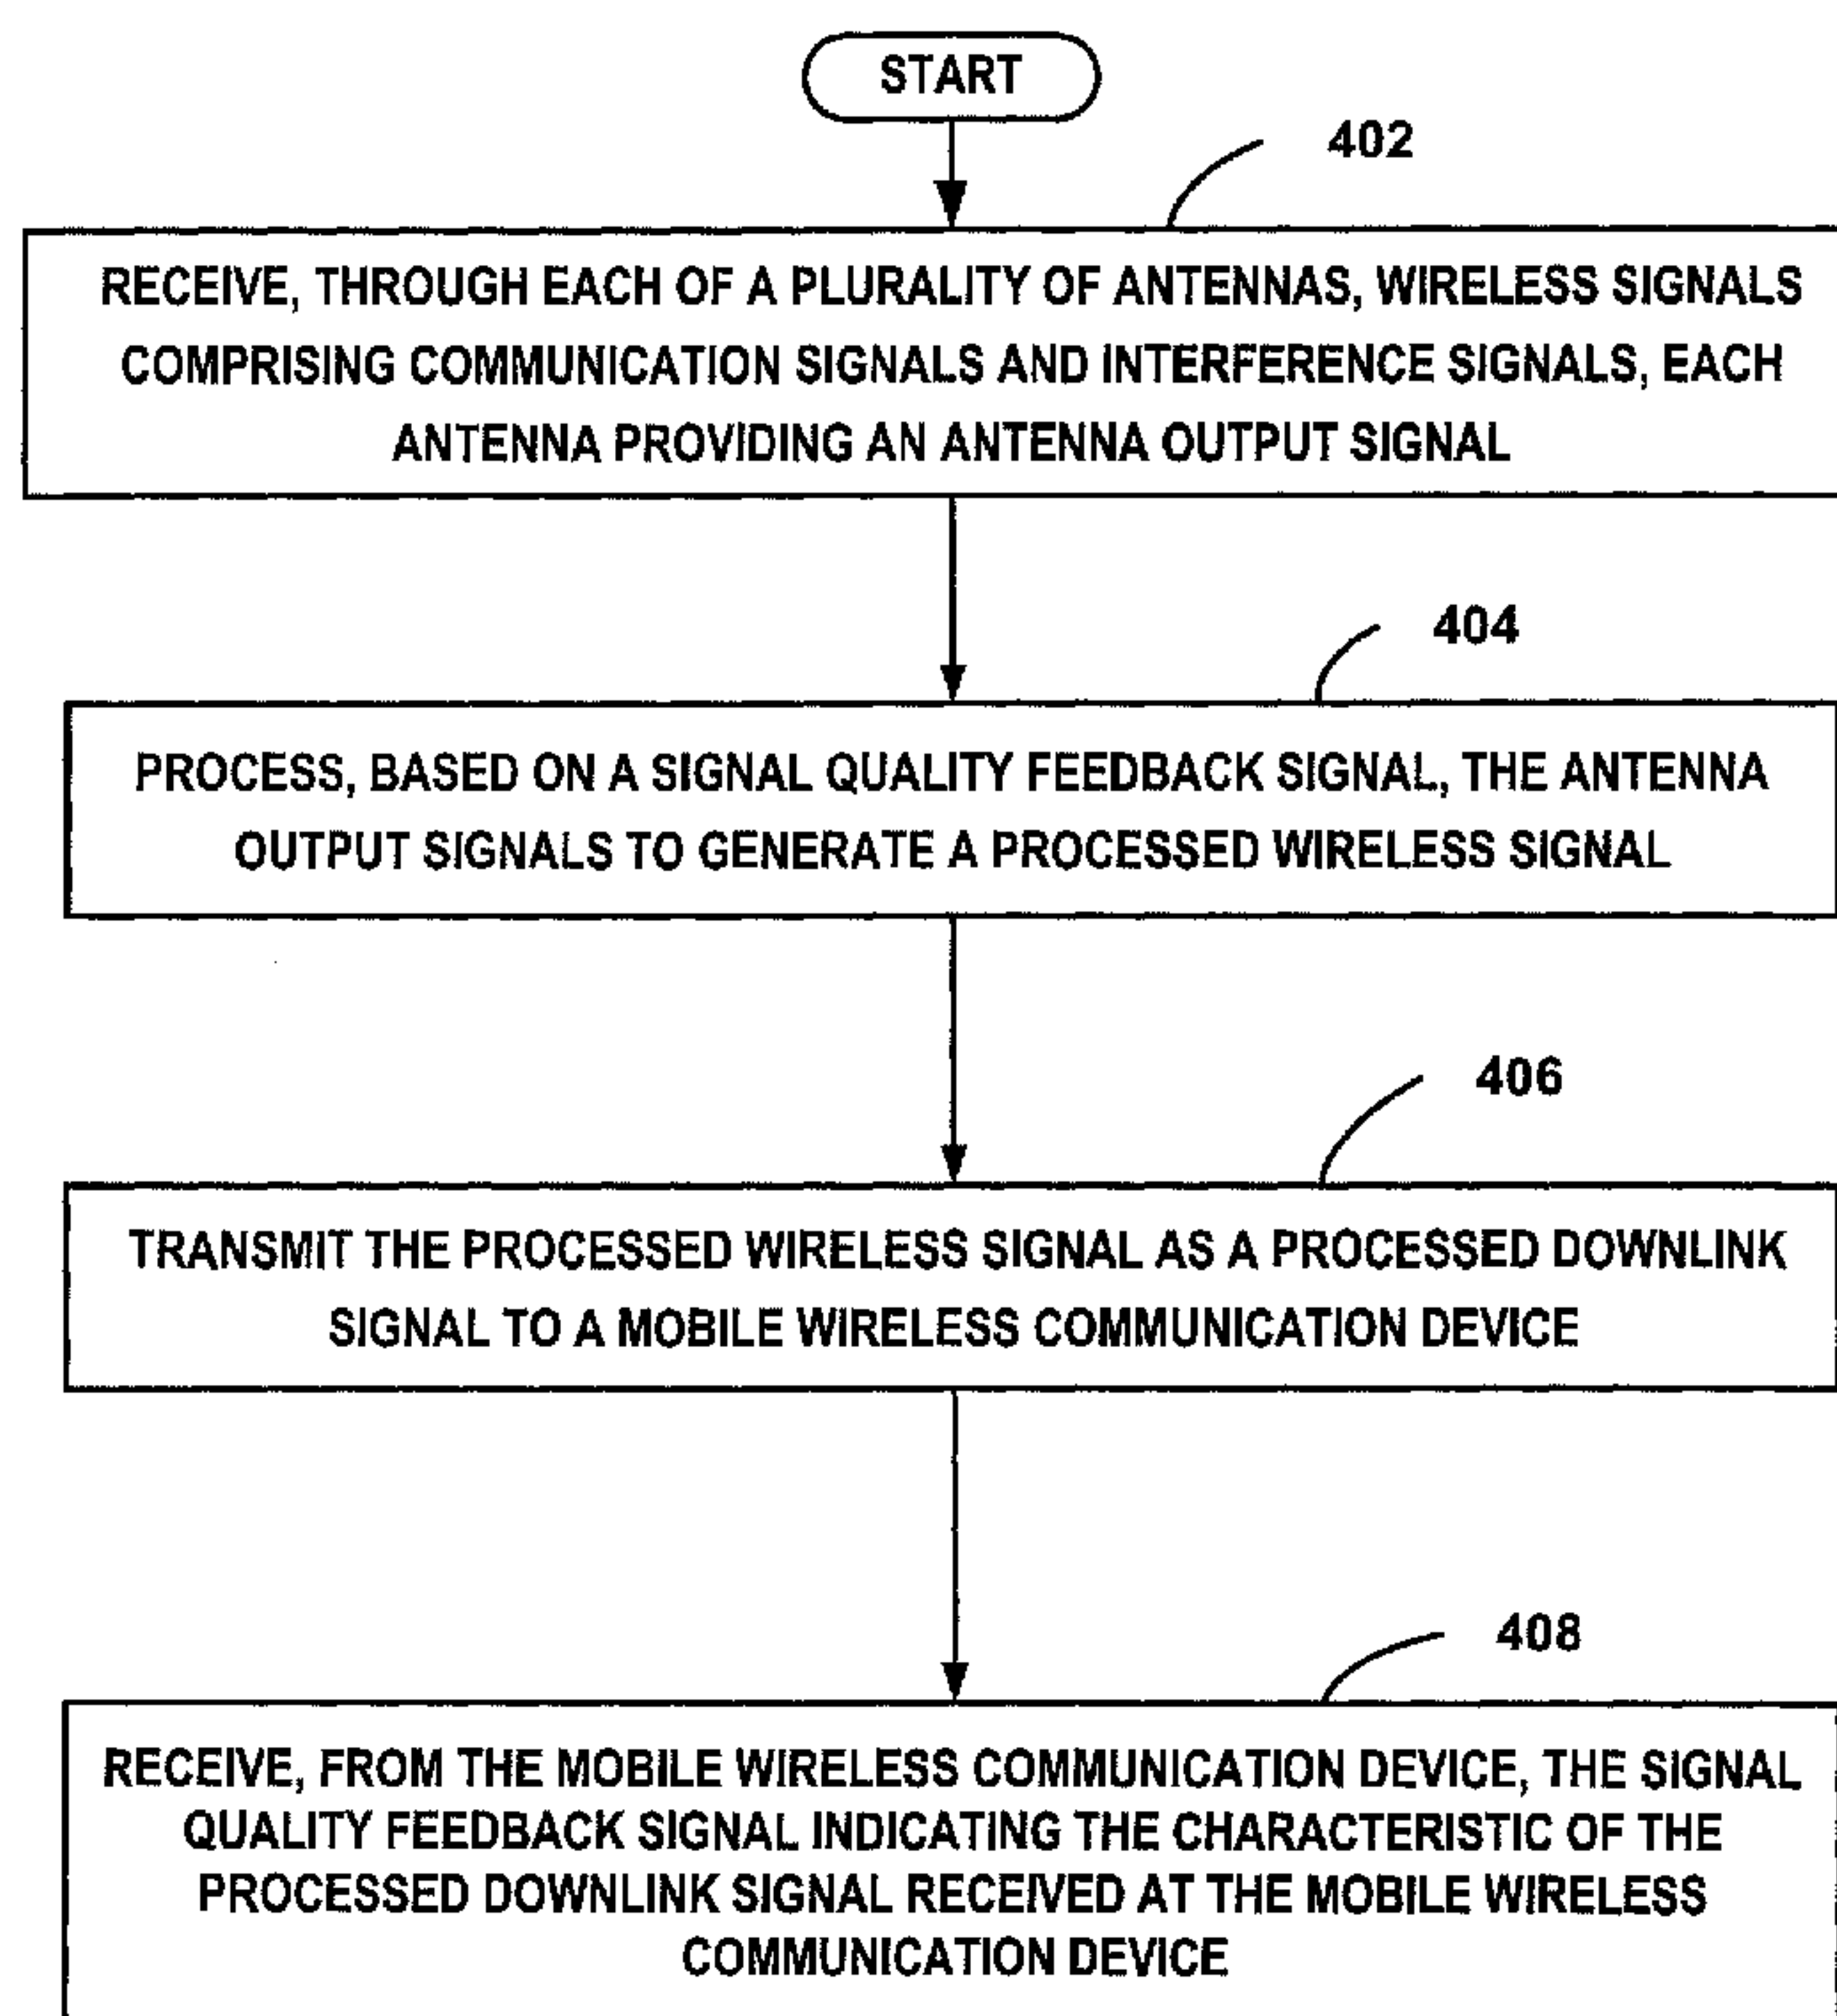 START
402
RECEIVE, THROUGH EACH OF A PLURALITY OF ANTENNAS, WIRELESS SIGNALS
COMPRISING COMMUNICATION SIGNALS AND INTERFERENCE SIGNALS, EACH
ANTENNA PROVIDING AN ANTENNA OUTPUT SIGNAL
404
PROCESS, BASED ON A SIGNAL QUALITY FEEDBACK SIGNAL, THE ANTENNA
OUTPUT SIGNALS TO GENERATE A PROCESSED WIRELESS SIGNAL
406
TRANSMIT THE PROCESSED WIRELESS SIGNAL AS A PROCESSED DOWNLINK
SIGNAL TO A MOBILE WIRELESS COMMUNICATION DEVICE
408
RECEIVE, FROM THE MOBILE WIRELESS COMMUNICATION DEVICE, THE SIGNAL
QUALITY FEEDBACK SIGNAL INDICATING THE CHARACTERISTIC OF THE
PROCESSED DOWNLINK SIGNAL RECEIVED AT THE MOBILE WIRELESS
COMMUNICATION DEVICE